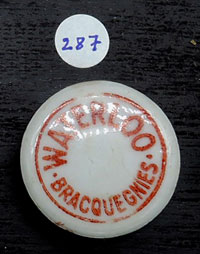 287
WATERLOO
· BRACQUEGNIES ·